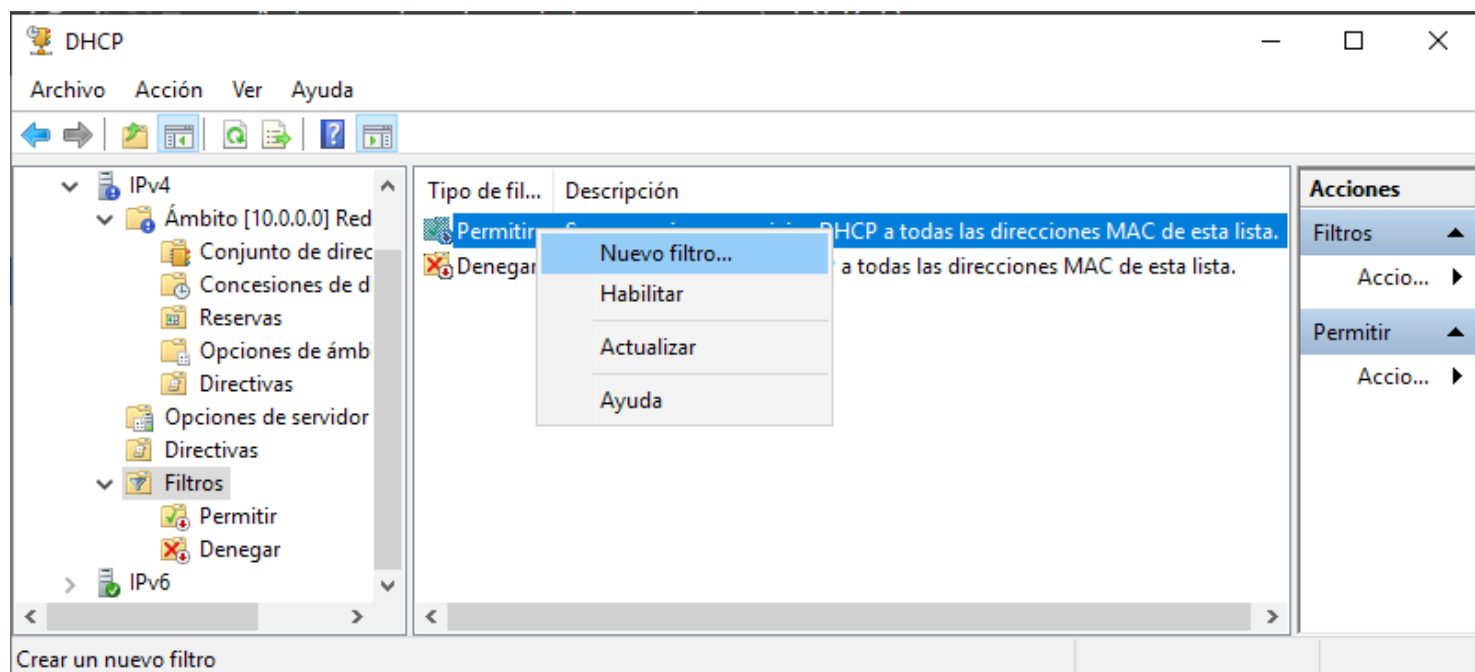 DHCP
Archivo Acción Ver Ayuda
IPv4
Ámbito [10.0.0.0] Red
Conjunto de direc
Concesiones de d
Reservas
Opciones de ámb
Directivas
Opciones de servidor
Directivas
Filtros
Permitir
Denegar
IPv6
Tipo de fil... Descripción
Permitir DHCP a todas las direcciones MAC de esta lista.
Denegar a todas las direcciones MAC de esta lista.
Nuevo filtro...
Habilitar
Actualizar
Ayuda
Acciones
Filtros
Accio...
Permitir
Accio...
Crear un nuevo filtro